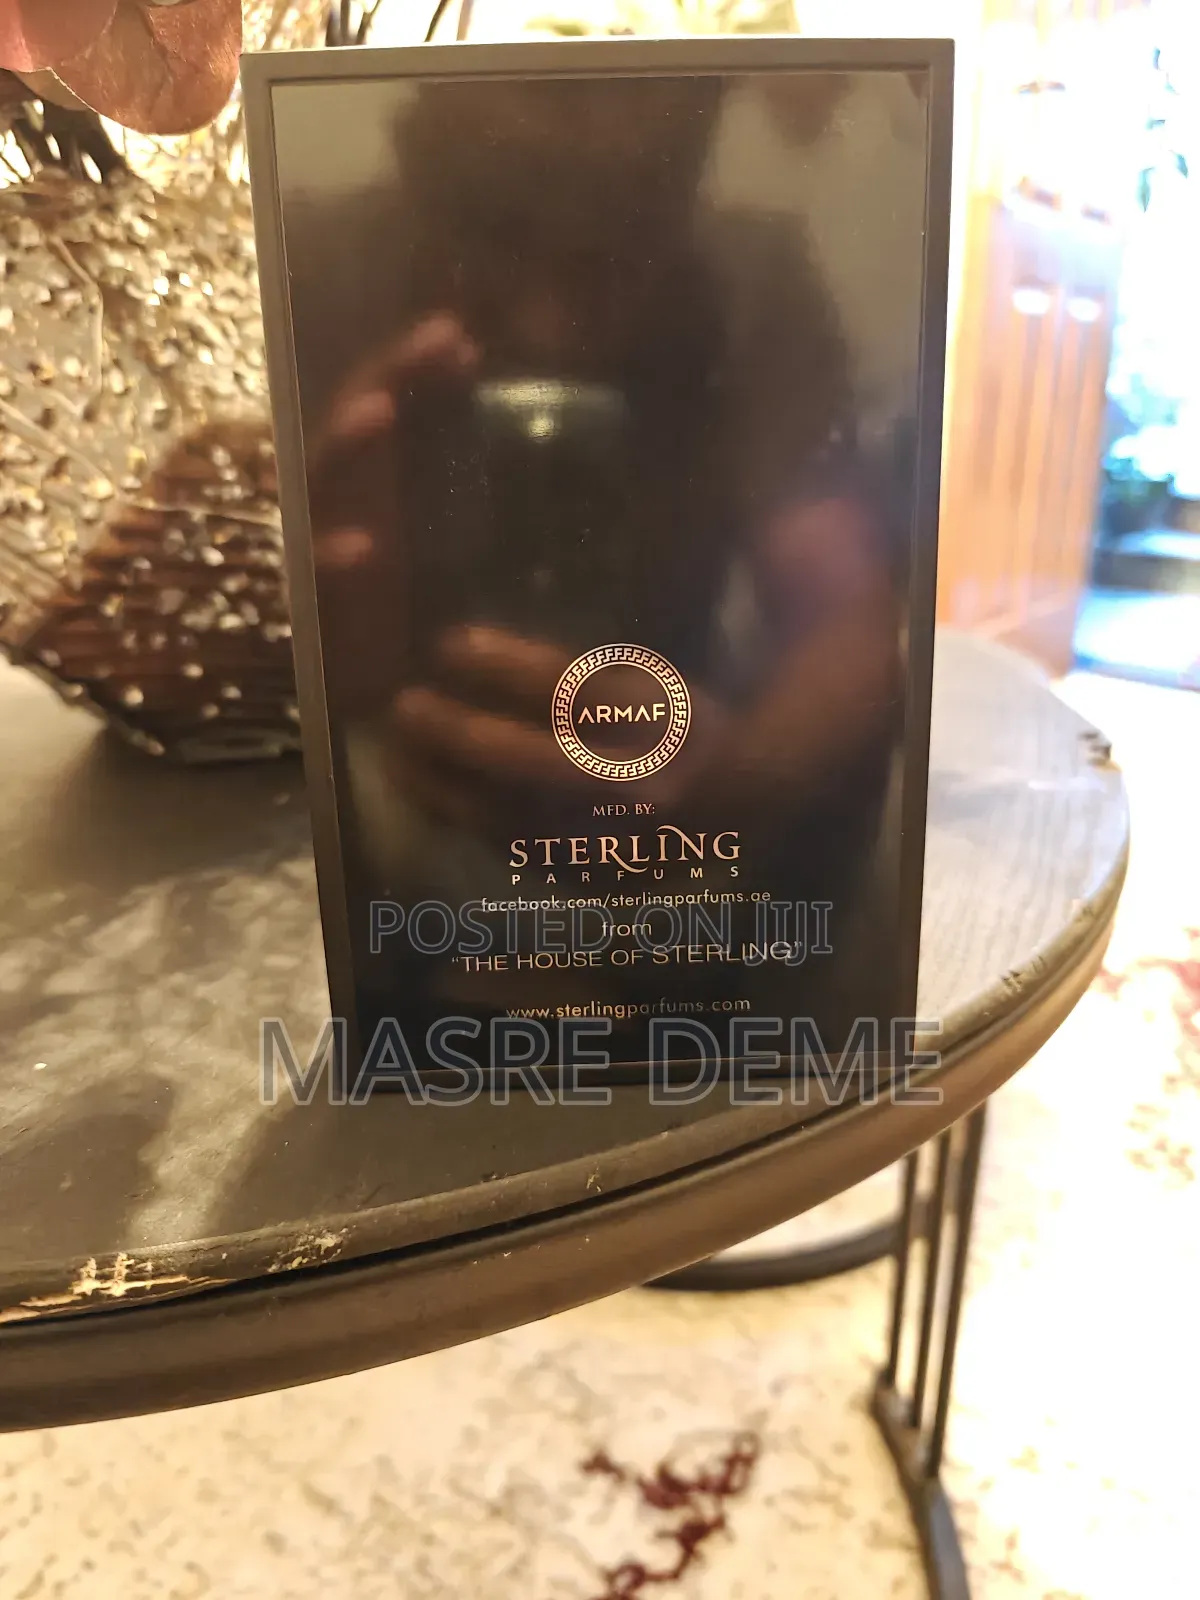 ARMAF
MFD. BY:
STERLING
PARFUMS
facebook.com/sterlingparfums.ae
from
"THE HOUSE OF STERLING"
www.sterlingparfums.com
POSTED ON JIJI
MASRE DEME